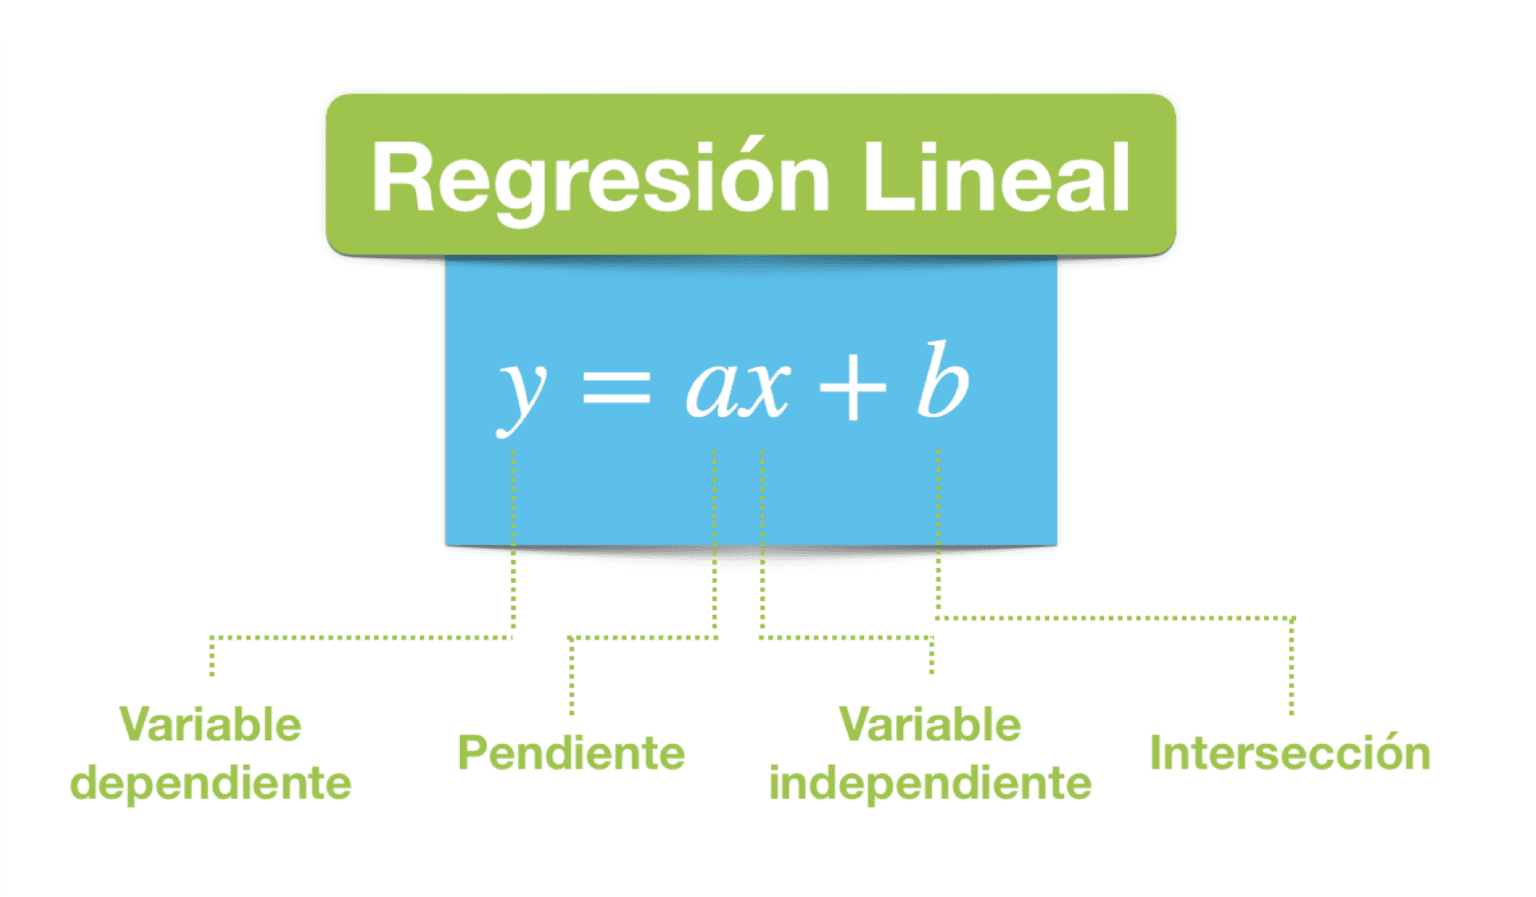 Regresión Lineal
y = ax + b
Variable
dependiente
Pendiente
Variable
independiente
Intersección